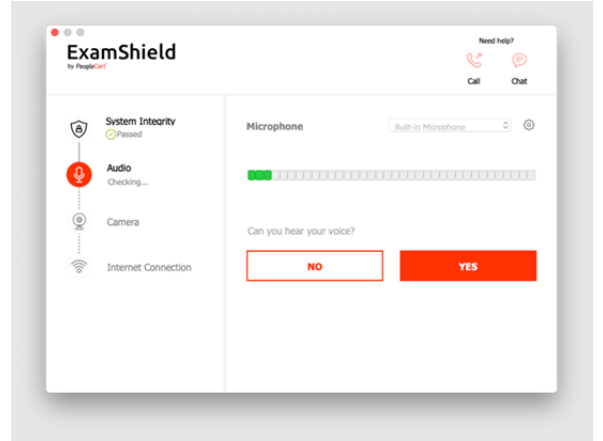 ExamShield
by PeopleCert
Need help?
Call
Chat
System Integrity
Passed
Audio
Checking...
Camera
Internet Connection
Microphone
Built-in Microphone
Can you hear your voice?
NO
YES